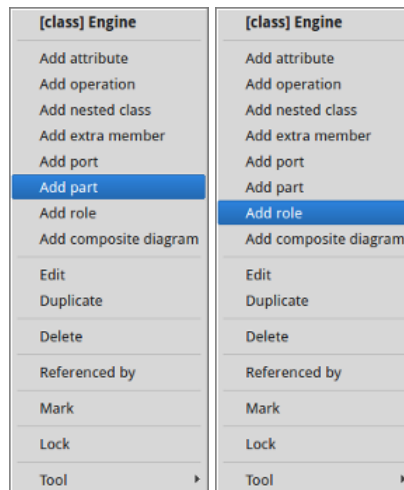 [class] Engine
Add attribute
Add operation
Add nested class
Add extra member
Add port
Add part
Add role
Add composite diagram
Edit
Duplicate
Delete
Referenced by
Mark
Lock
Tool
[class] Engine
Add attribute
Add operation
Add nested class
Add extra member
Add port
Add part
Add role
Add composite diagram
Edit
Duplicate
Delete
Referenced by
Mark
Lock
Tool